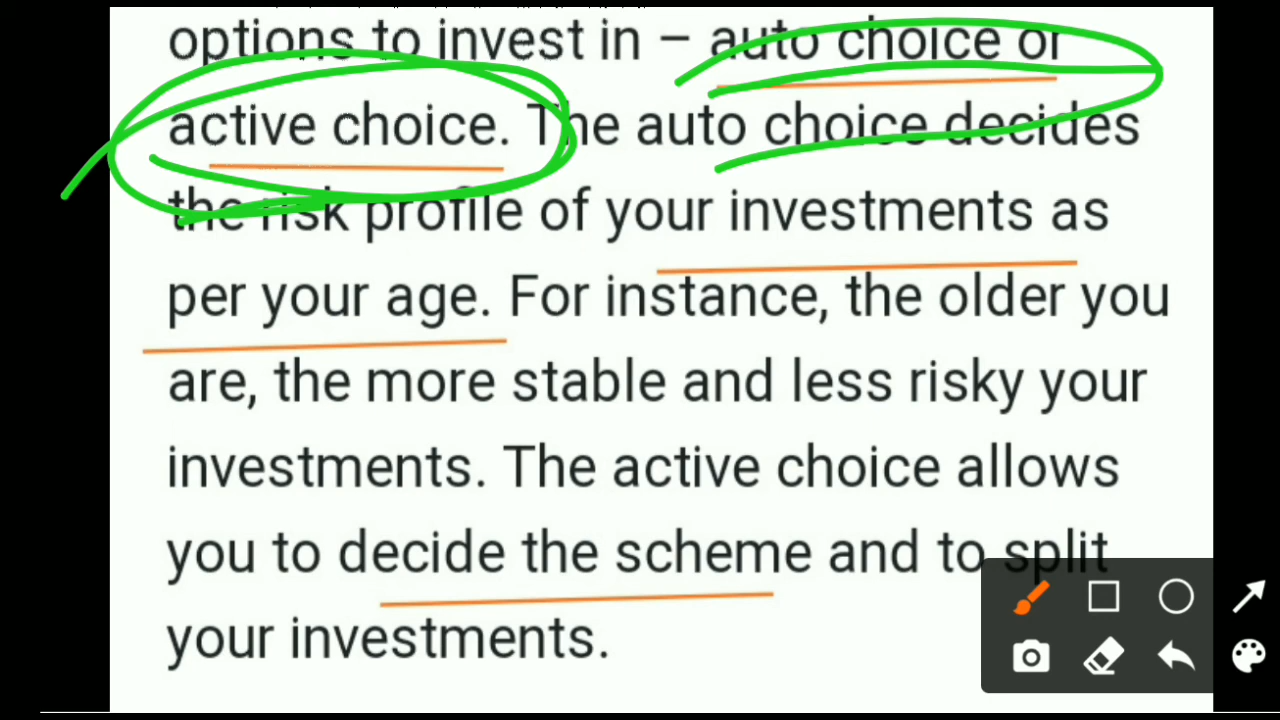 options to invest in – auto choice or
active choice. The auto choice decides
the risk profile of your investments as
per your age. For instance, the older you
are, the more stable and less risky your
investments. The active choice allows
you to decide the scheme and to split
your investments.